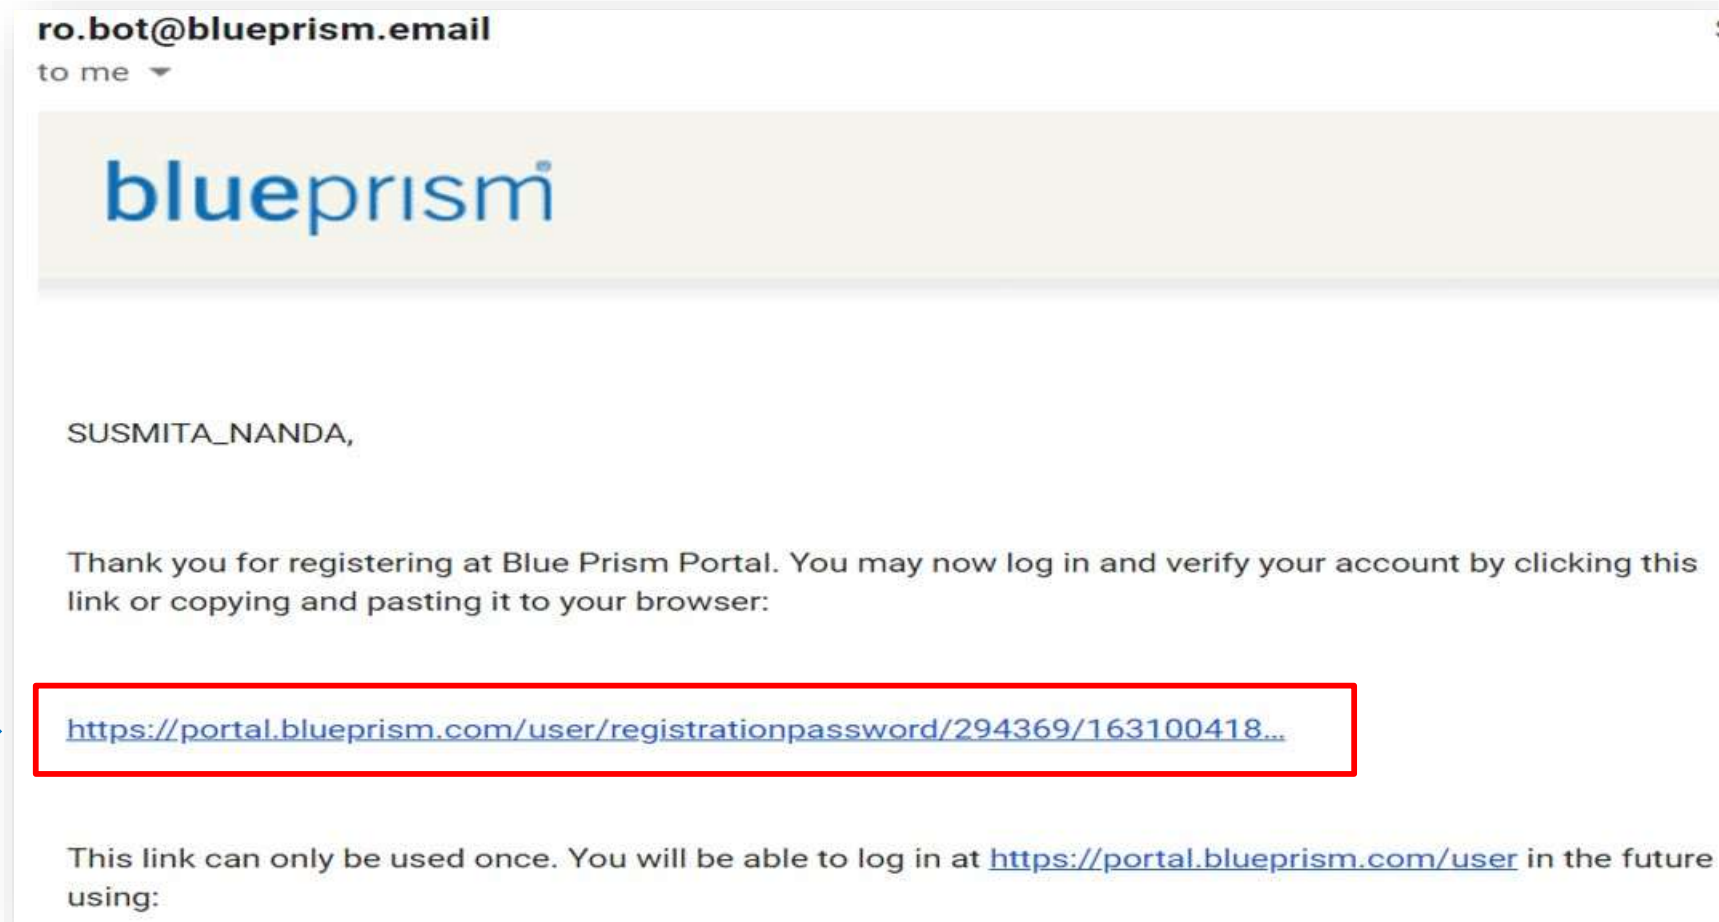 ro.bot@blueprism.email
to me
blueprism
SUSMITA_NANDA,
Thank you for registering at Blue Prism Portal. You may now log in and verify your account by clicking this
link or copying and pasting it to your browser:
https://portal.blueprism.com/user/registrationpassword/294369/163100418...
This link can only be used once. You will be able to log in at https://portal.blueprism.com/user in the future
using: